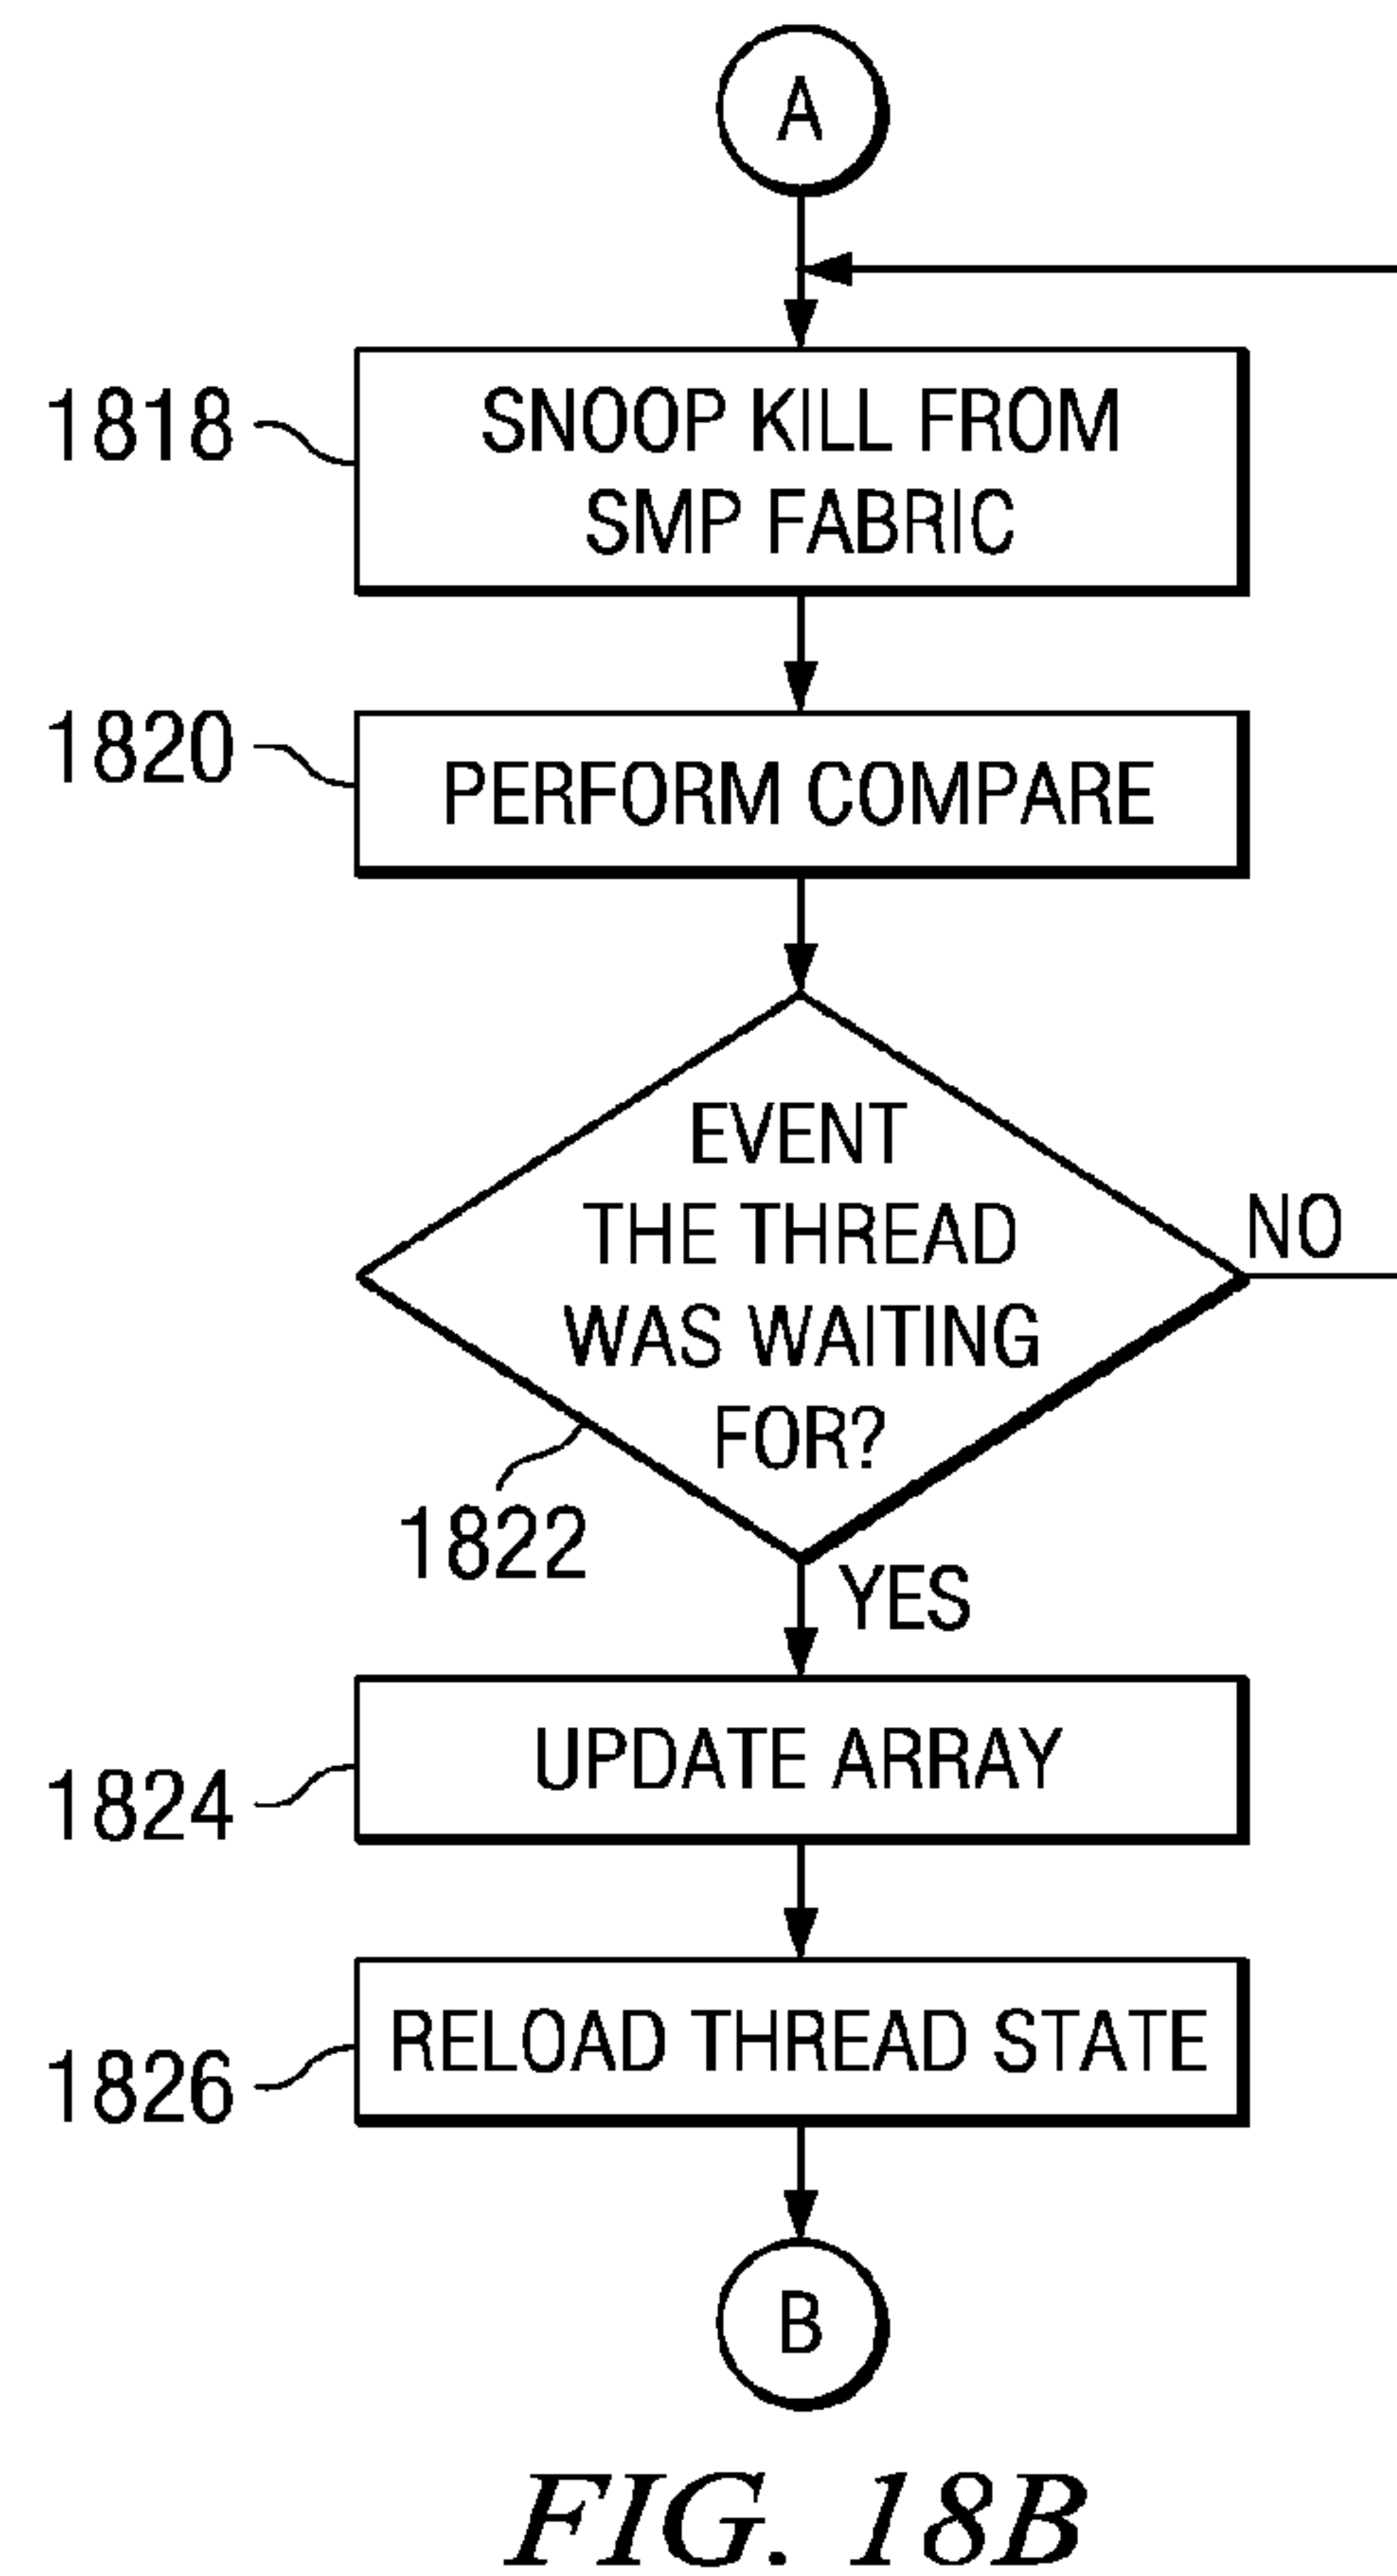 A
1818
SNOOP KILL FROM
SMP FABRIC
1820
PERFORM COMPARE
EVENT
THE THREAD
WAS WAITING
FOR?
NO
1822
YES
1824
UPDATE ARRAY
1826
RELOAD THREAD STATE
B
FIG. 18B